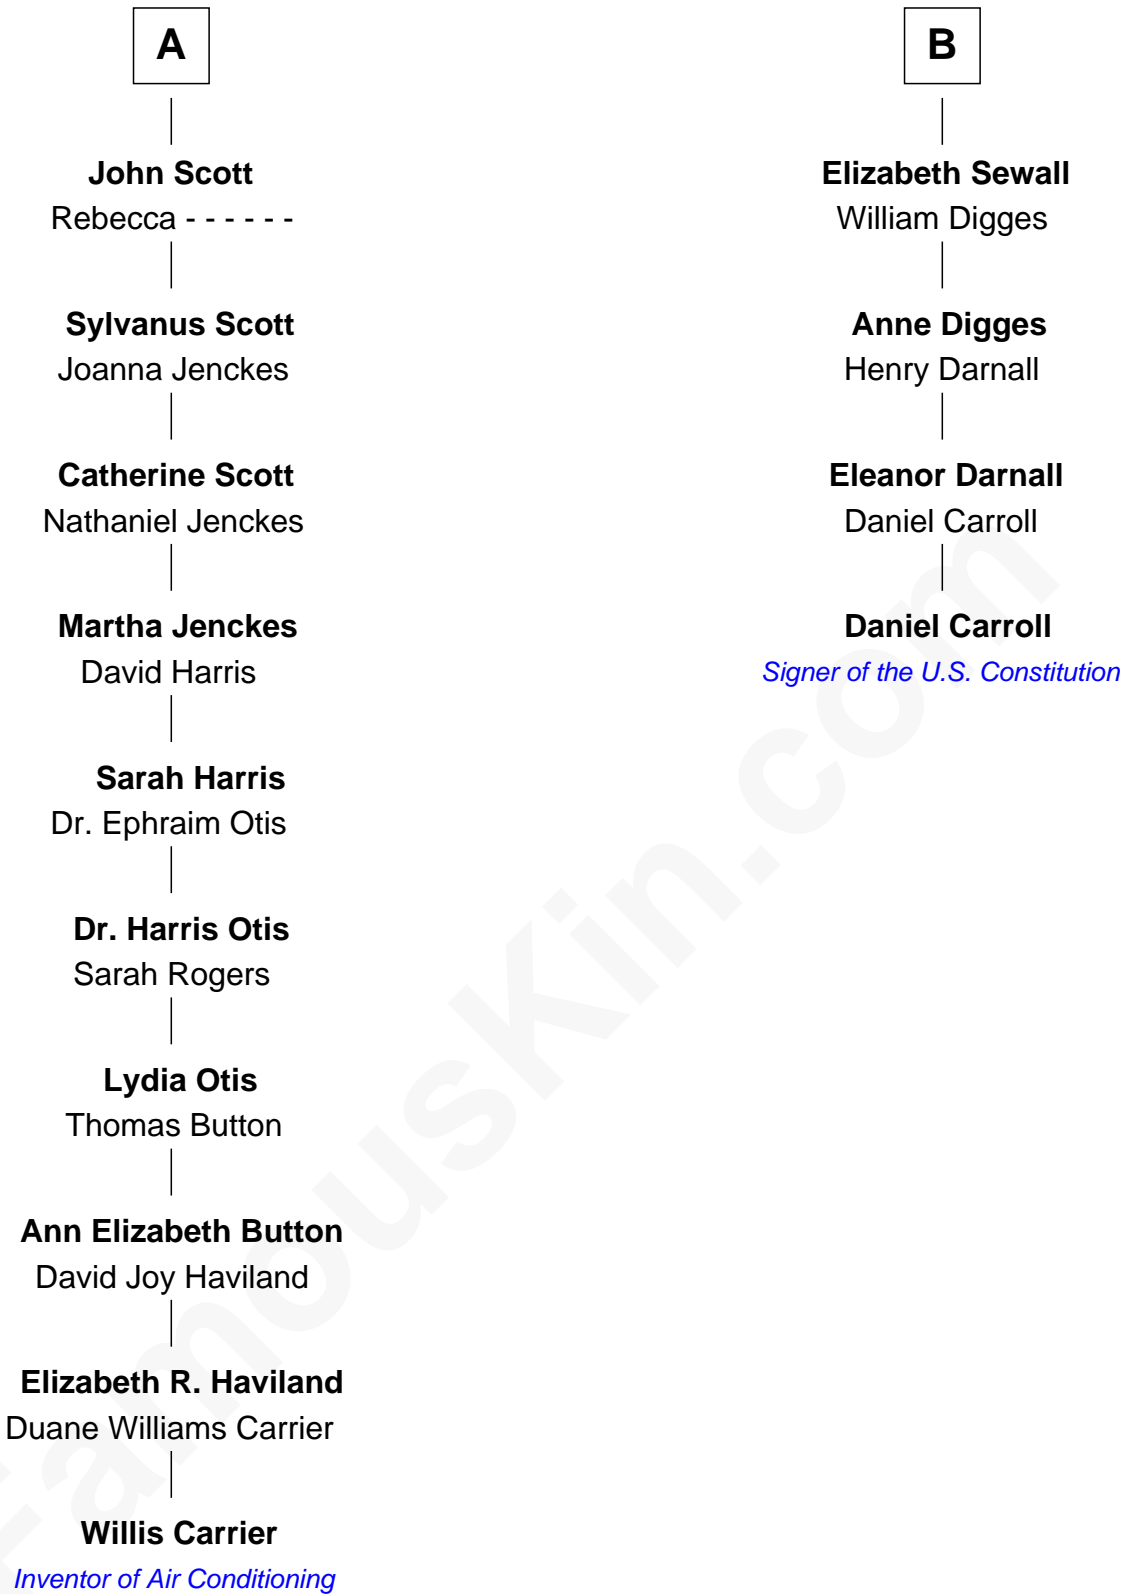 A
John Scott
Rebecca - - - - - -
Sylvanus Scott
Joanna Jenckes
Catherine Scott
Nathaniel Jenckes
Martha Jenckes
David Harris
Sarah Harris
Dr. Ephraim Otis
Dr. Harris Otis
Sarah Rogers
Lydia Otis
Thomas Button
Ann Elizabeth Button
David Joy Haviland
Elizabeth R. Haviland
Duane Williams Carrier
Willis Carrier
Inventor of Air Conditioning
B
Elizabeth Sewall
William Digges
Anne Digges
Henry Darnall
Eleanor Darnall
Daniel Carroll
Daniel Carroll
Signer of the U.S. Constitution
FamousKin.com